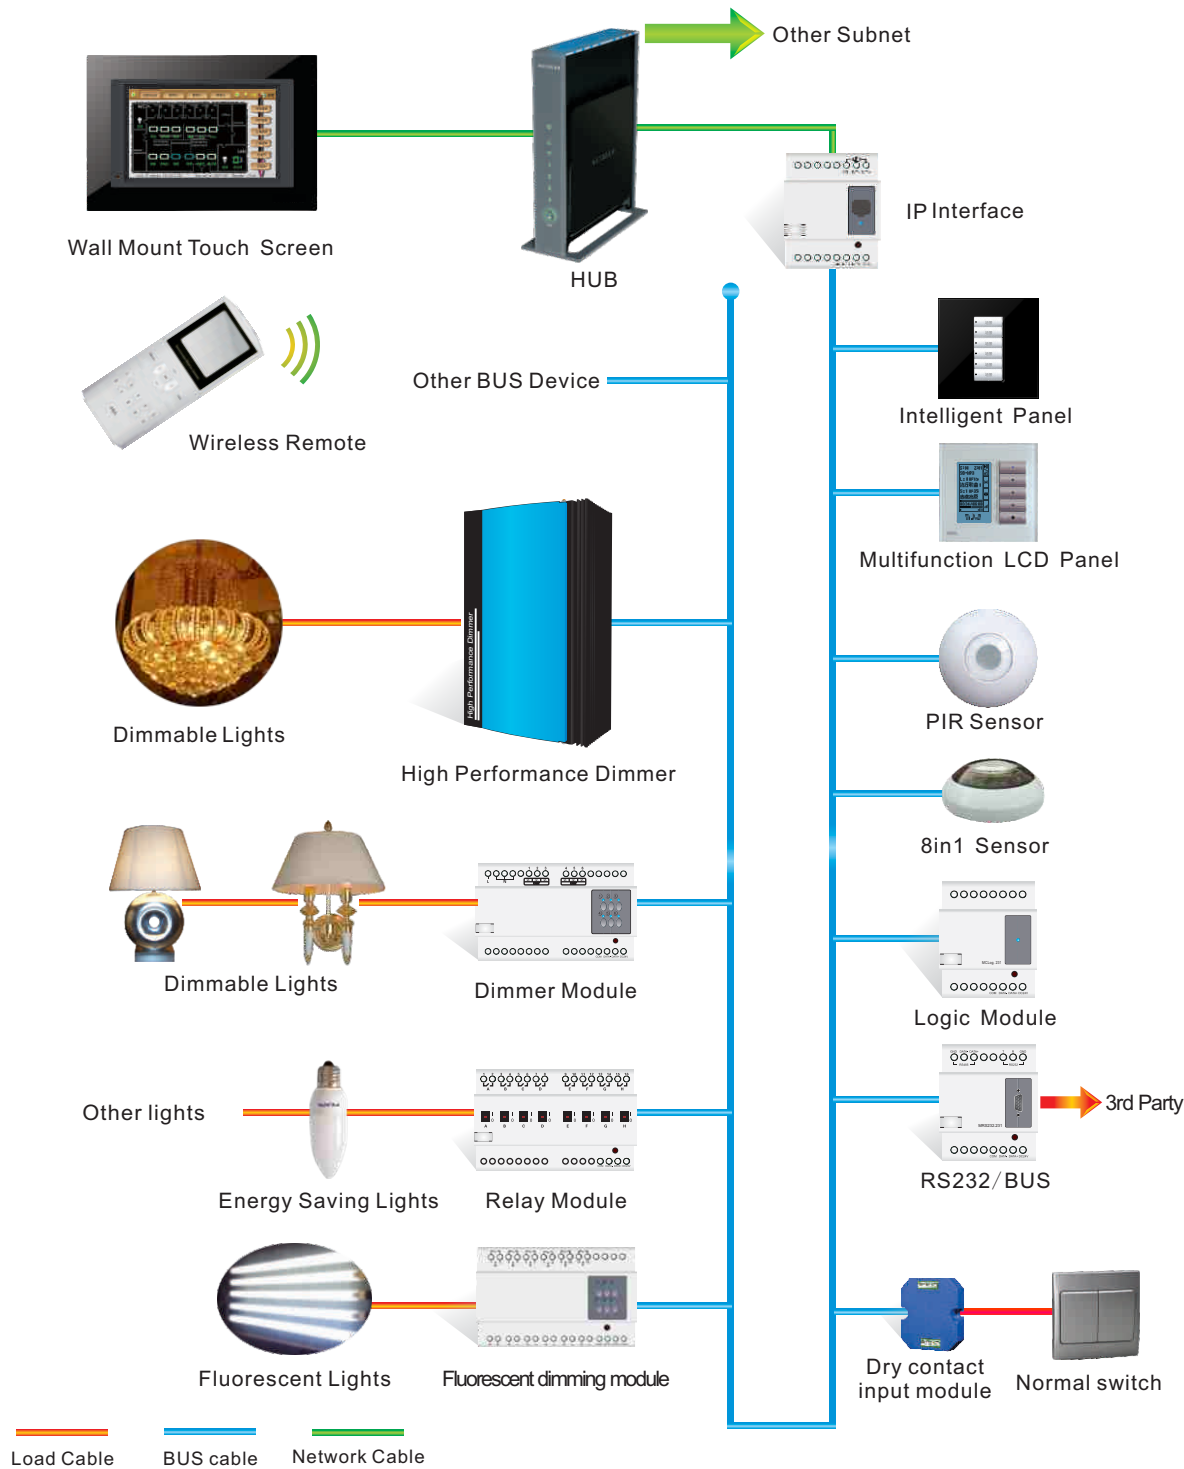 Other Subnet
IP Interface
Wall Mount Touch Screen
HUB
Other BUS Device
Intelligent Panel
Wireless Remote
Multifunction LCD Panel
High Performance Dimmer
PIR Sensor
Dimmable Lights
High Performance Dimmer
8in1 Sensor
Dimmable Lights
Dimmer Module
Logic Module
Other lights
3rd Party
RS232/BUS
Energy Saving Lights
Relay Module
Fluorescent Lights
Fluorescent dimming module
Dry contact
input module
Normal switch
Load Cable
BUS cable
Network Cable